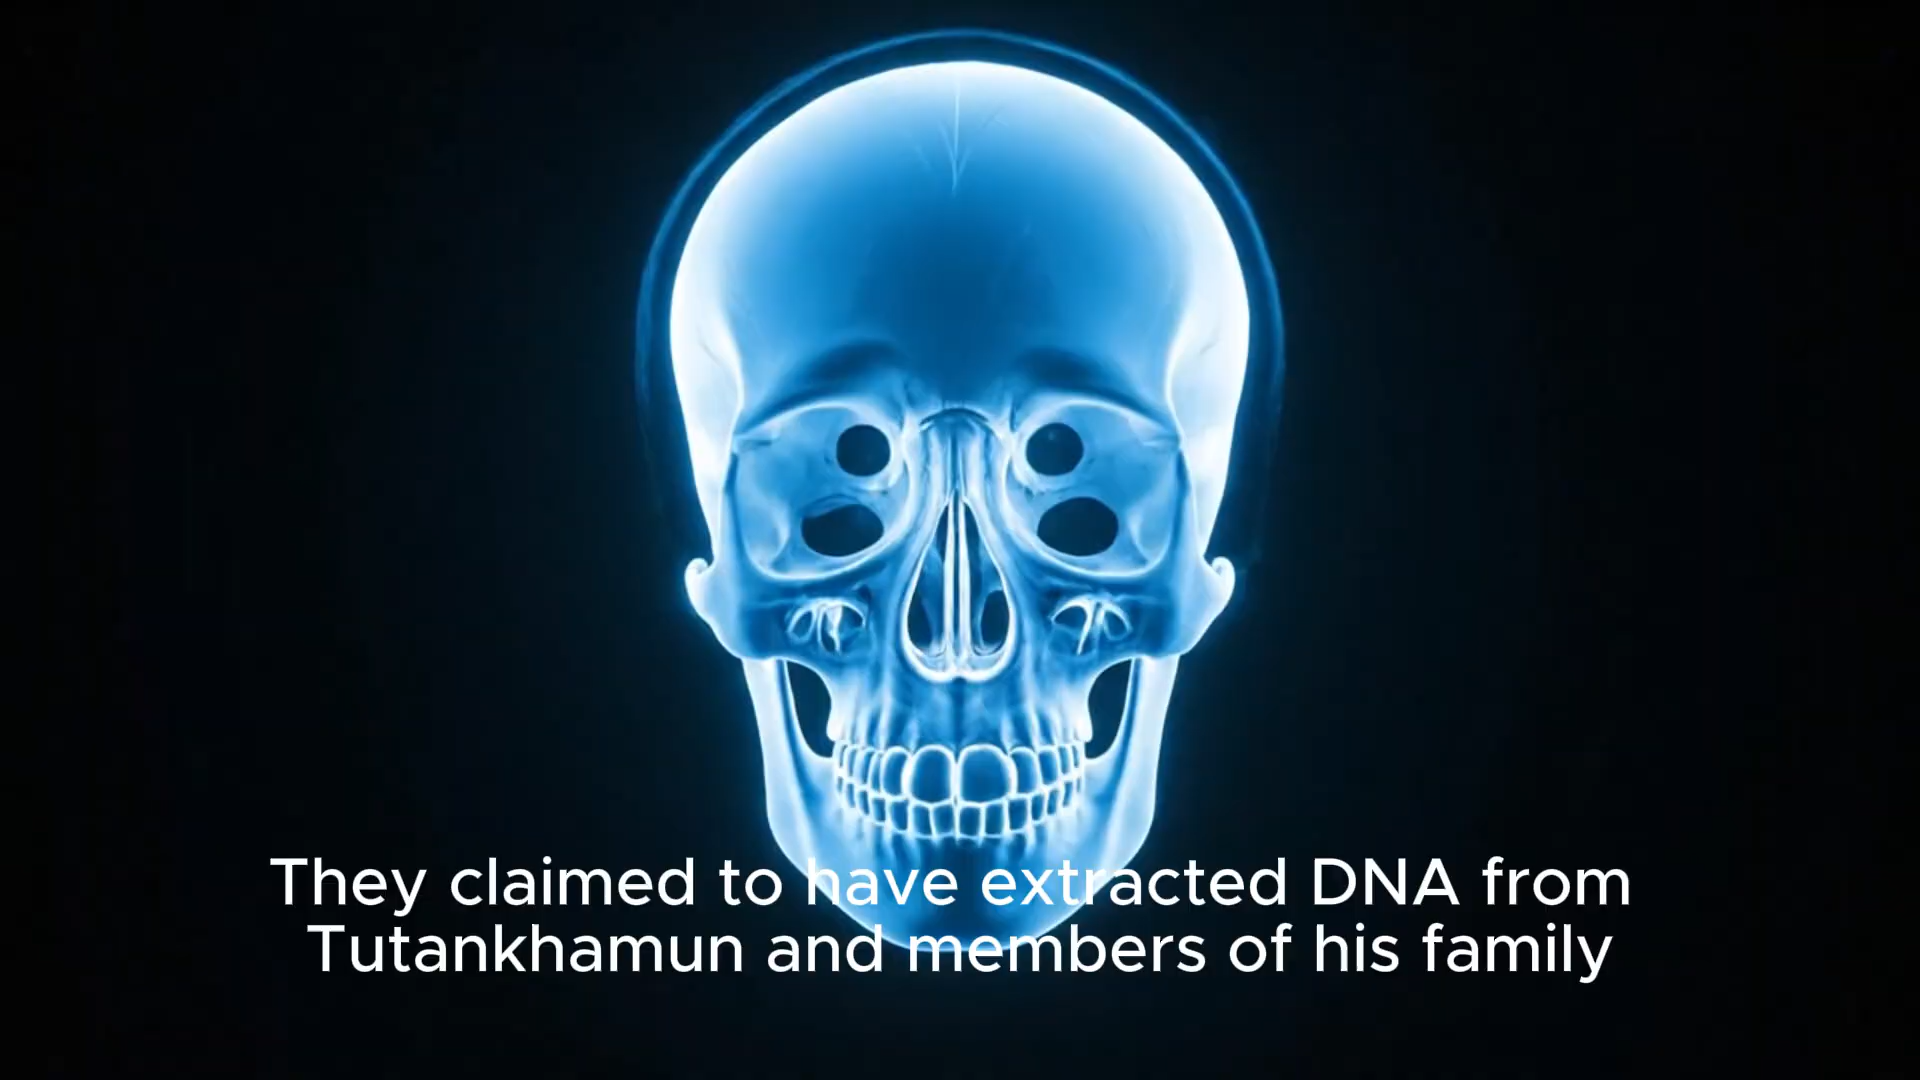 They claimed to have extracted DNA from
Tutankhamun and members of his family